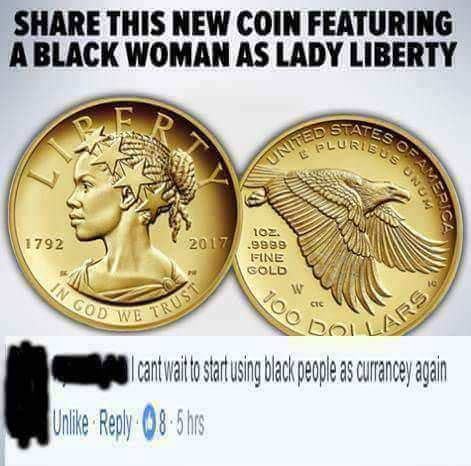 SHARE THIS NEW COIN FEATURING
A BLACK WOMAN AS LADY LIBERTY
LIBERTY
1792
2017
IN GOD WE TRUST
UNITED STATES OF AMERICA
E PLURIBUS UNUM
1OZ.
.9999
FINE
GOLD
W
CTC
100 DOLLARS
I cant wait to start using black people as currancey again
Unlike · Reply · 8 · 5 hrs